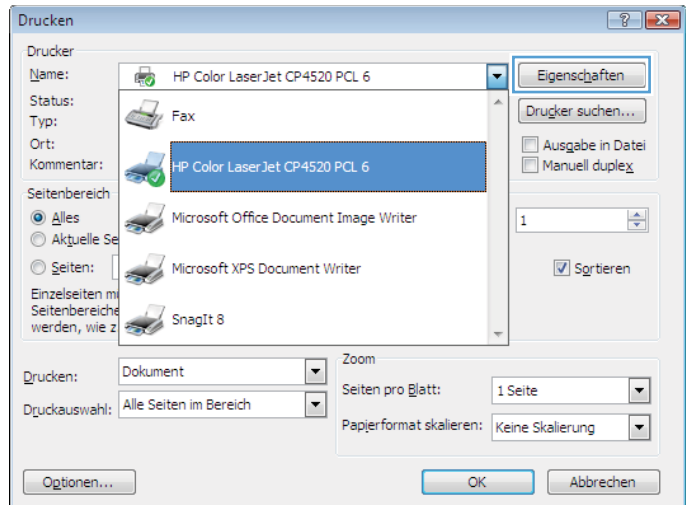 Drucken
Drucker
Name:
HP Color LaserJet CP4520 PCL 6
Eigenschaften
Status:
Fax
Drucker suchen...
Typ:
Ort:
Ausgabe in Datei
Kommentar:
HP Color LaserJet CP4520 PCL 6
Manuell duplex
Seitenbereich
Alles
Microsoft Office Document Image Writer
1
Aktuelle Se
Seiten:
Microsoft XPS Document Writer
Sortieren
Einzelseiten m
Seitenbereiche
werden, wie z
SnagIt 8
Drucken:
Dokument
Druckauswahl:
Alle Seiten im Bereich
Zoom
Seiten pro Blatt:
1 Seite
Papierformat skalieren:
Keine Skalierung
Optionen...
OK
Abbrechen